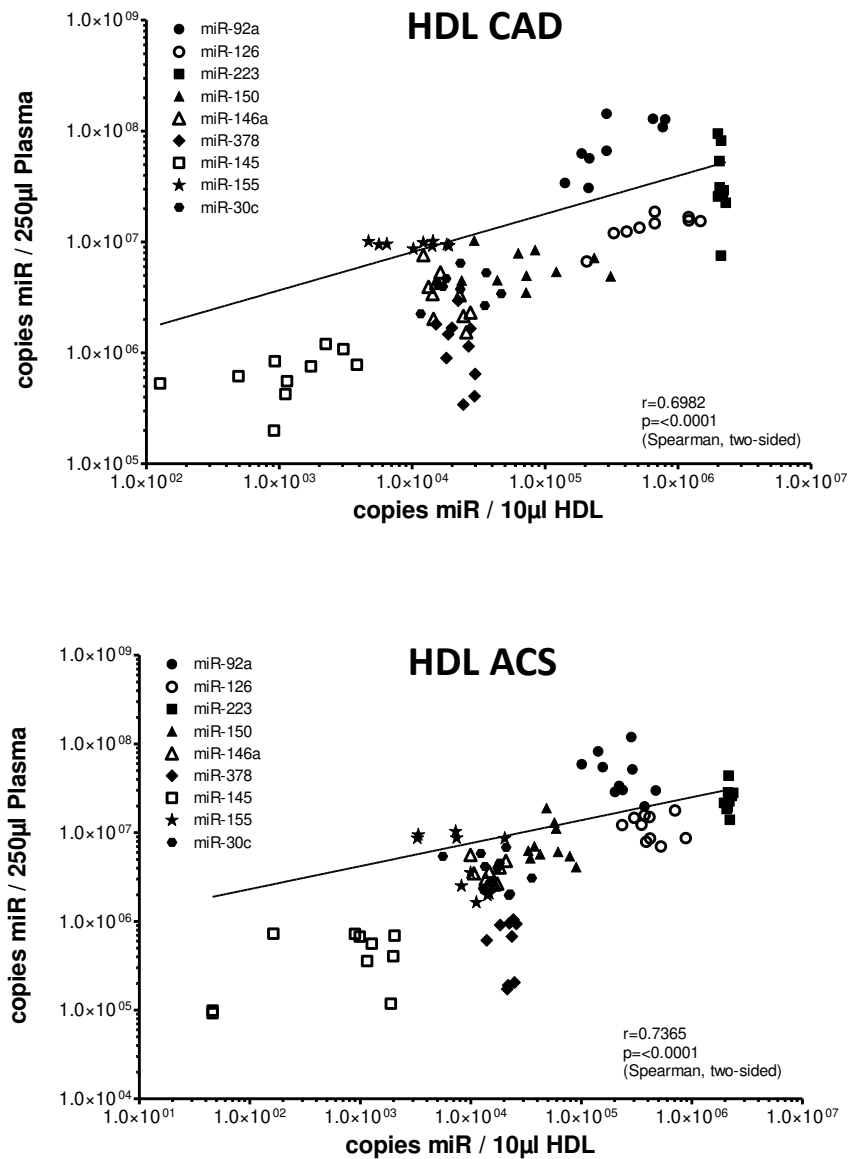 HDL CAD
1.0×10⁰⁹
1.0×10⁰⁸
1.0×10⁰⁷
1.0×10⁰⁶
1.0×10⁰⁵
copies miR / 250µl Plasma
miR-92a
miR-126
miR-223
miR-150
miR-146a
miR-378
miR-145
miR-155
miR-30c
r=0.6982
p=<0.0001
(Spearman, two-sided)
1.0×10⁰² 1.0×10⁰³ 1.0×10⁰⁴ 1.0×10⁰⁵ 1.0×10⁰⁶ 1.0×10⁰⁷
copies miR / 10µl HDL
HDL ACS
1.0×10⁰⁹
1.0×10⁰⁸
1.0×10⁰⁷
1.0×10⁰⁶
1.0×10⁰⁵
1.0×10⁰⁴
copies miR / 250µl Plasma
miR-92a
miR-126
miR-223
miR-150
miR-146a
miR-378
miR-145
miR-155
miR-30c
r=0.7365
p=<0.0001
(Spearman, two-sided)
1.0×10⁰¹ 1.0×10⁰² 1.0×10⁰³ 1.0×10⁰⁴ 1.0×10⁰⁵ 1.0×10⁰⁶ 1.0×10⁰⁷
copies miR / 10µl HDL